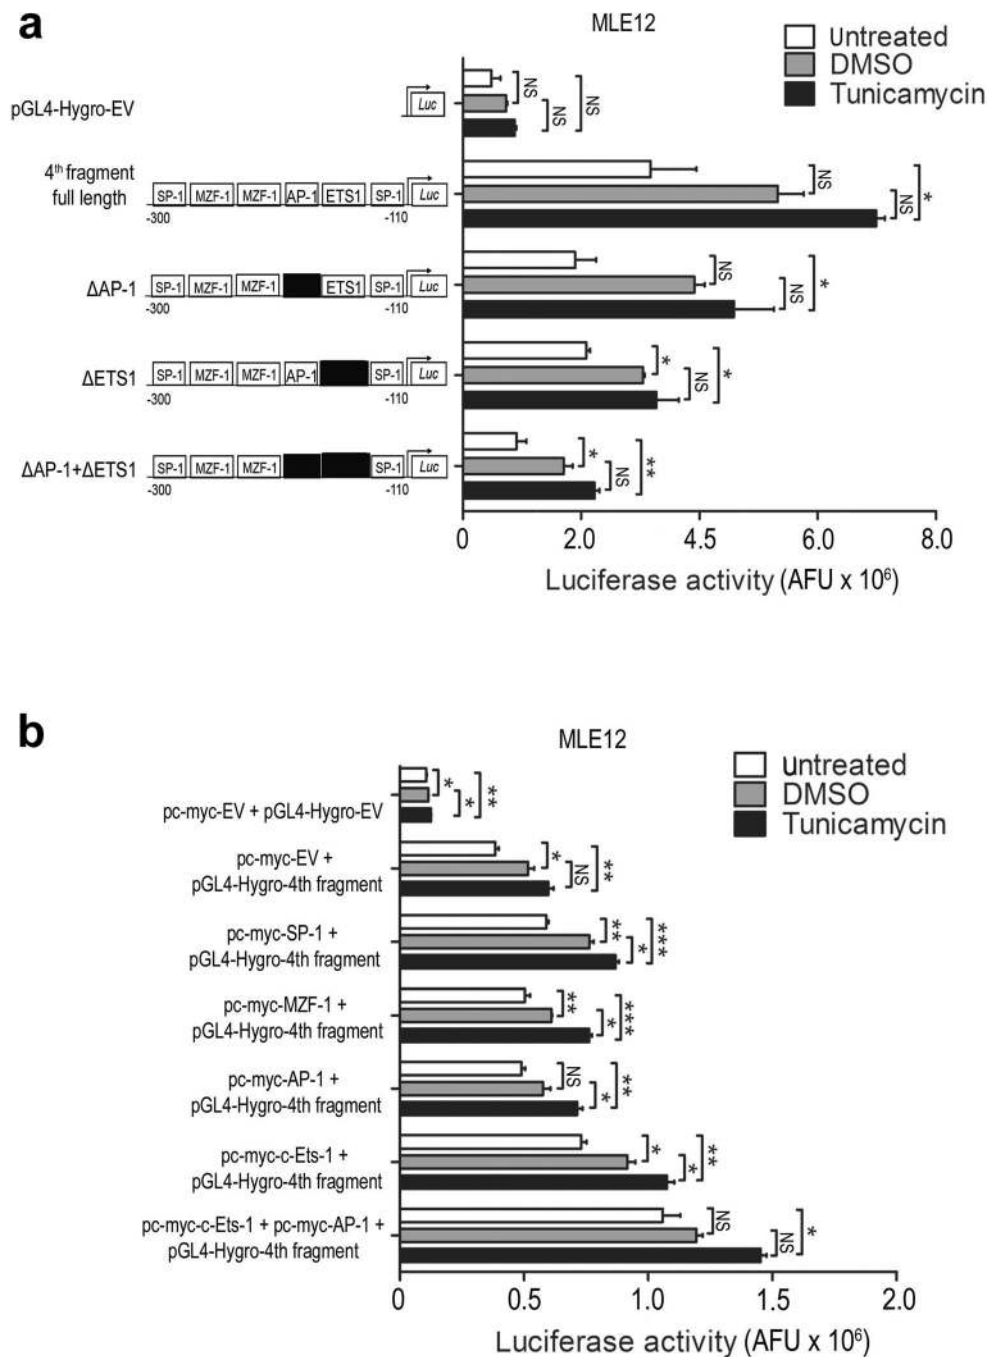 a
MLE12
Untreated
DMSO
Tunicamycin
pGL4-Hygro-EV
Luc
NS
NS
NS
4th fragment
full length
SP-1 MZF-1 MZF-1 AP-1 ETS1 SP-1 Luc
-300 -110
NS
NS
*
ΔAP-1
SP-1 MZF-1 MZF-1 ETS1 SP-1 Luc
-300 -110
NS
NS
*
ΔETS1
SP-1 MZF-1 MZF-1 AP-1 SP-1 Luc
-300 -110
*
NS
*
ΔAP-1+ΔETS1
SP-1 MZF-1 MZF-1 SP-1 Luc
-300 -110
*
NS
**
0 2.0 4.5 6.0 8.0
Luciferase activity (AFU x 10⁶)
b
MLE12
Untreated
DMSO
Tunicamycin
pc-myc-EV + pGL4-Hygro-EV
*
*
**
pc-myc-EV +
pGL4-Hygro-4th fragment
*
NS
**
pc-myc-SP-1 +
pGL4-Hygro-4th fragment
**
*
***
pc-myc-MZF-1 +
pGL4-Hygro-4th fragment
**
*
***
pc-myc-AP-1 +
pGL4-Hygro-4th fragment
NS
*
**
pc-myc-c-Ets-1 +
pGL4-Hygro-4th fragment
*
*
**
pc-myc-c-Ets-1 + pc-myc-AP-1 +
pGL4-Hygro-4th fragment
NS
NS
*
0 0.5 1.0 1.5 2.0
Luciferase activity (AFU x 10⁶)